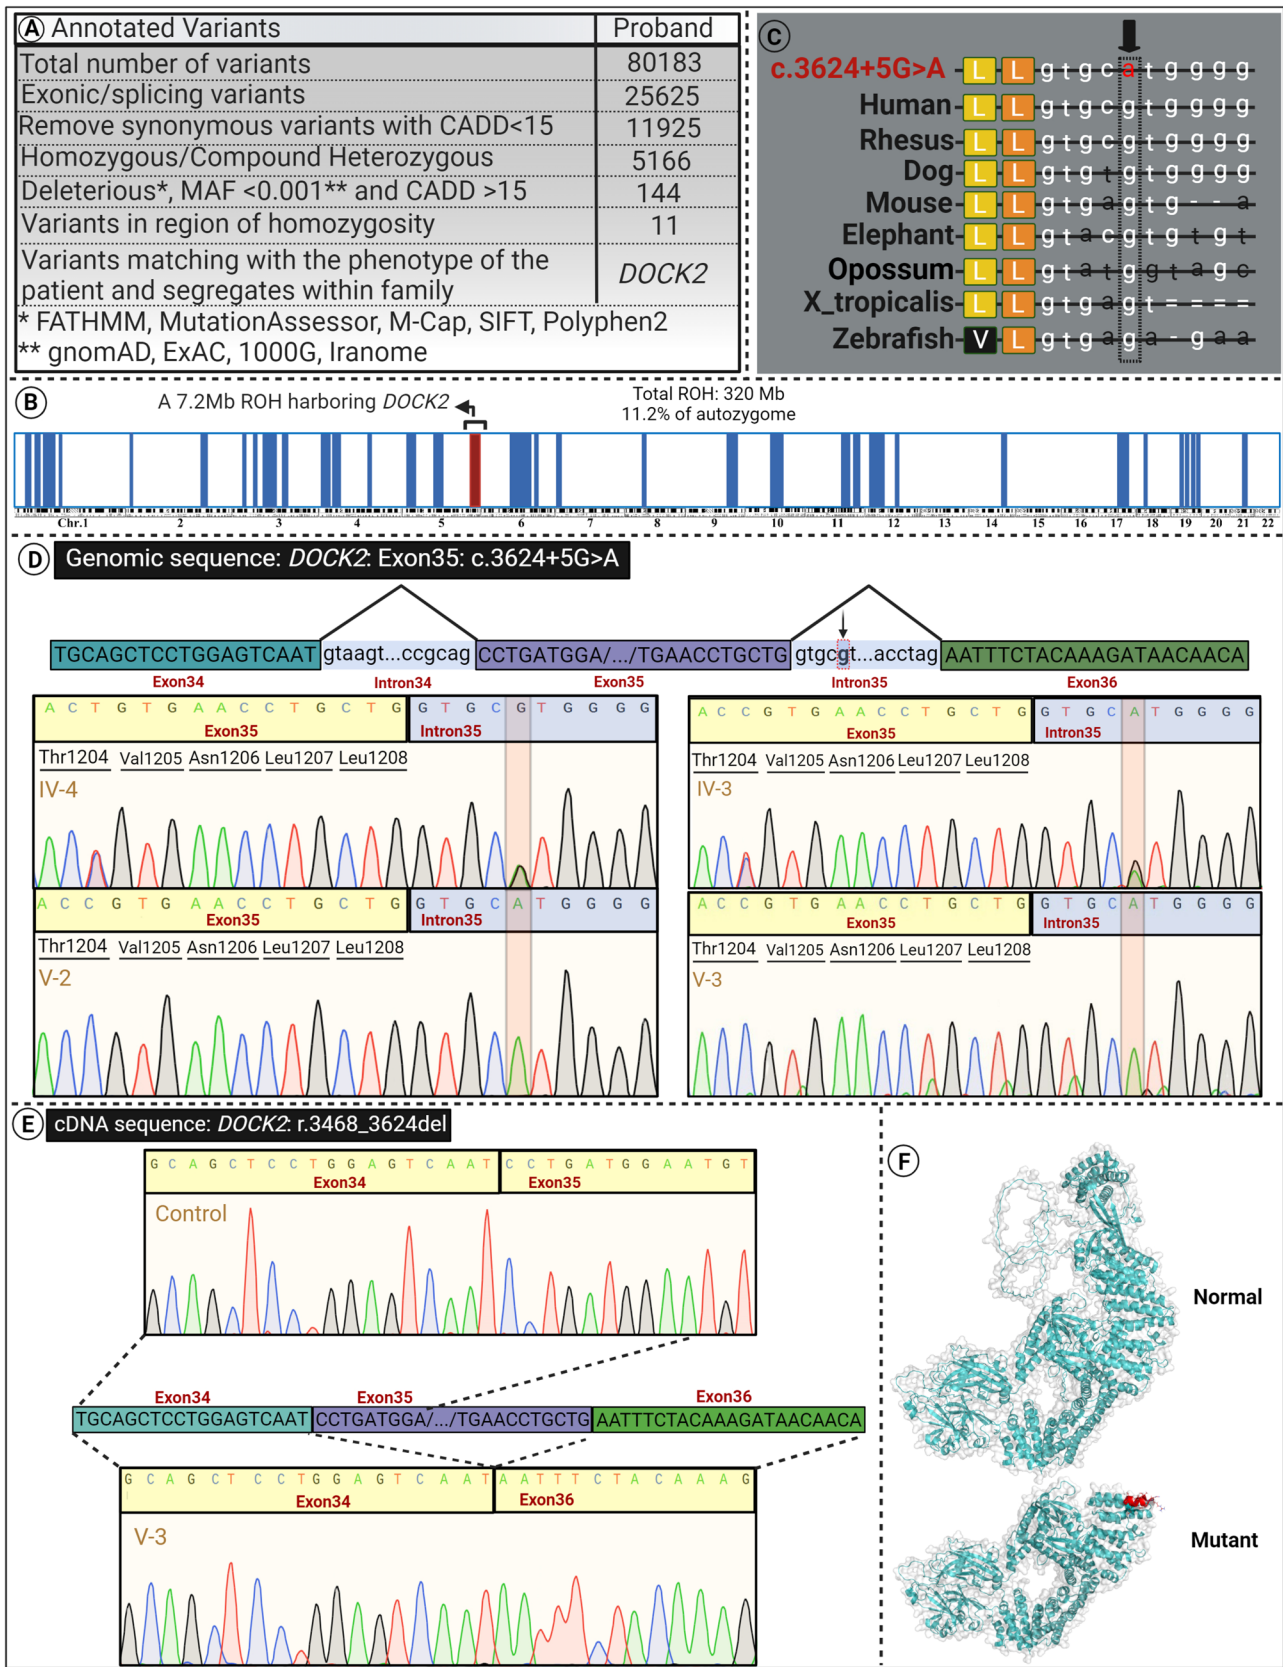 A Annotated Variants Proband
Total number of variants 80183
Exonic/splicing variants 25625
Remove synonymous variants with CADD<15 11925
Homozygous/Compound Heterozygous 5166
Deleterious*, MAF <0.001** and CADD >15 144
Variants in region of homozygosity 11
Variants matching with the phenotype of the
patient and segregates within family DOCK2
* FATHMM, MutationAssessor, M-Cap, SIFT, Polyphen2
** gnomAD, ExAC, 1000G, Iranome
C
c.3624+5G>A L L g t g c a t g g g g
Human L L g t g c g t g g g g
Rhesus L L g t g c g t g g g g
Dog L L g t g t g t g g g g
Mouse L L g t g a g t g - - a
Elephant L L g t a c g t g t g t
Opossum L L g t a t g g t a g c
X_tropicalis L L g t g a g t = = = =
Zebrafish V L g t g a g a - g a a
B
A 7.2Mb ROH harboring DOCK2
Total ROH: 320 Mb
11.2% of autozygome
Chr.1 2 3 4 5 6 7 8 9 10 11 12 13 14 15 16 17 18 19 20 21 22
D Genomic sequence: DOCK2: Exon35: c.3624+5G>A
TGCAGCTCCTGGAGTCAAT gtaagt...ccgcag CCTGATGGA/.../TGAACCTGCTG gtgcgt...acctag AATTTCTACAAAGATAACAACA
Exon34 Intron34 Exon35 Intron35 Exon36
A C T G T G A A C C T G C T G G T G C G T G G G G
Exon35 Intron35
Thr1204 Val1205 Asn1206 Leu1207 Leu1208
IV-4
A C C G T G A A C C T G C T G G T G C A T G G G G
Exon35 Intron35
Thr1204 Val1205 Asn1206 Leu1207 Leu1208
IV-3
A C C G T G A A C C T G C T G G T G C A T G G G G
Exon35 Intron35
Thr1204 Val1205 Asn1206 Leu1207 Leu1208
V-2
A C C G T G A A C C T G C T G G T G C A T G G G G
Exon35 Intron35
Thr1204 Val1205 Asn1206 Leu1207 Leu1208
V-3
E cDNA sequence: DOCK2: r.3468_3624del
G C A G C T C C T G G A G T C A A T C C T G A T G G A A T G T
Exon34 Exon35
Control
Exon34 Exon35 Exon36
TGCAGCTCCTGGAGTCAAT CCTGATGGA/.../TGAACCTGCTG AATTTCTACAAAGATAACAACA
G C A G C T C C T G G A G T C A A T A A T T T C T A C A A A G
Exon34 Exon36
V-3
F
Normal
Mutant